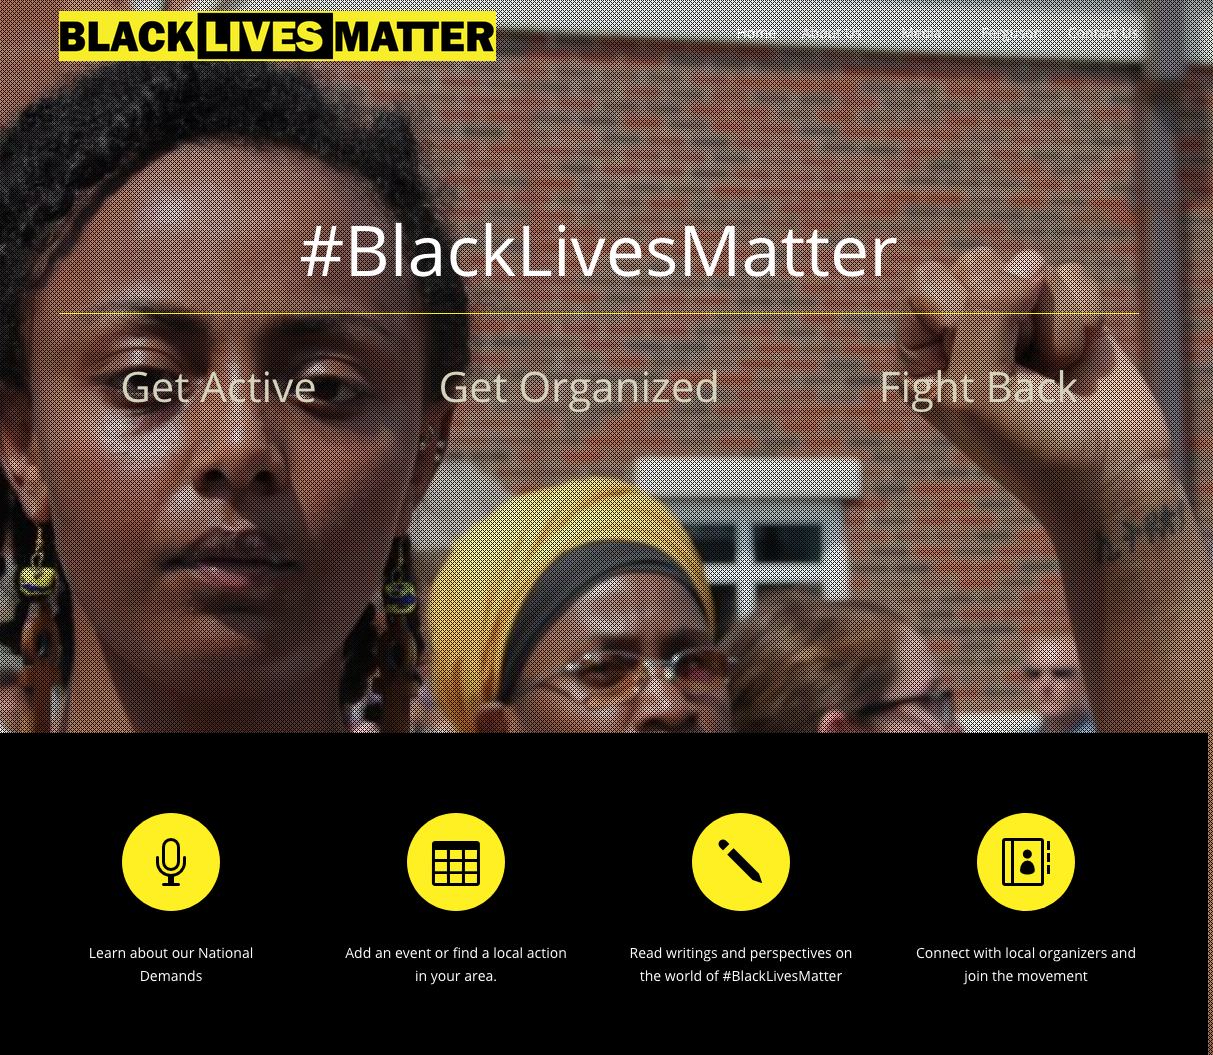 BLACK LIVES MATTER
Home About Us Contact Us
#BlackLivesMatter
Get Active Get Organized Fight Back
Learn about our National
Demands
Add an event or find a local action
in your area.
Read writings and perspectives on
the world of #BlackLivesMatter
Connect with local organizers and
join the movement